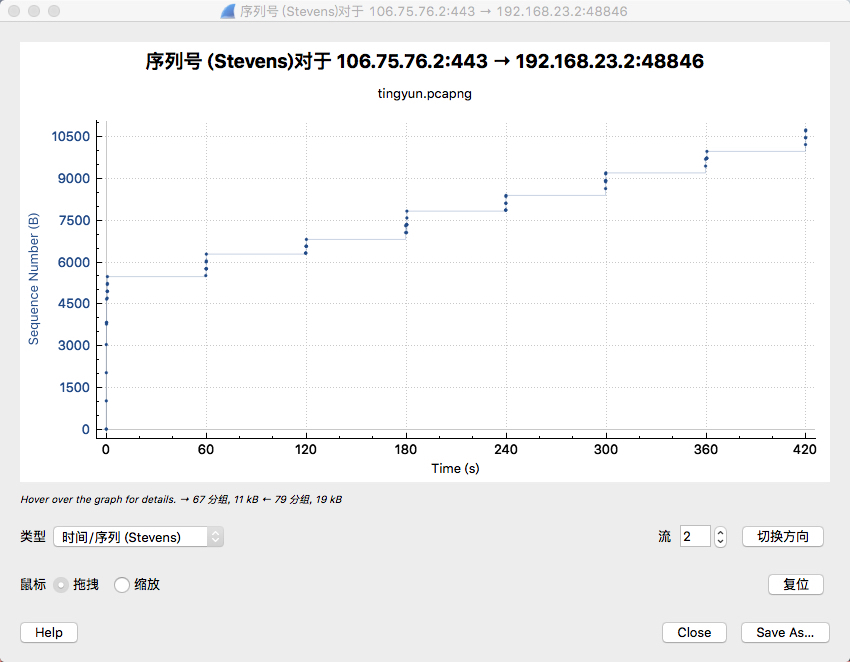 序列号 (Stevens)对于 106.75.76.2:443 → 192.168.23.2:48846
序列号 (Stevens)对于 106.75.76.2:443 → 192.168.23.2:48846
tingyun.pcapng
Sequence Number (B)
10500
9000
7500
6000
4500
3000
1500
0
0 60 120 180 240 300 360 420
Time (s)
Hover over the graph for details. → 67 分组, 11 kB ← 79 分组, 19 kB
类型 时间/序列 (Stevens) 流 2 切换方向
鼠标 拖拽 缩放 复位
Help Close Save As...